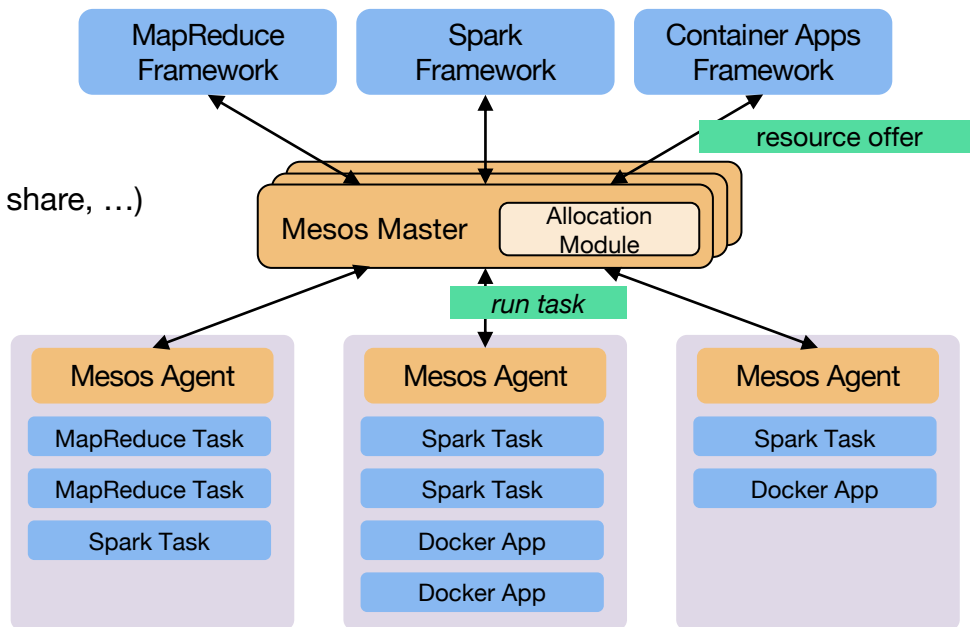 MapReduce
Framework
Spark
Framework
Container Apps
Framework
resource offer
share, …)
Mesos Master
Allocation
Module
run task
Mesos Agent
MapReduce Task
MapReduce Task
Spark Task
Mesos Agent
Spark Task
Spark Task
Docker App
Docker App
Mesos Agent
Spark Task
Docker App